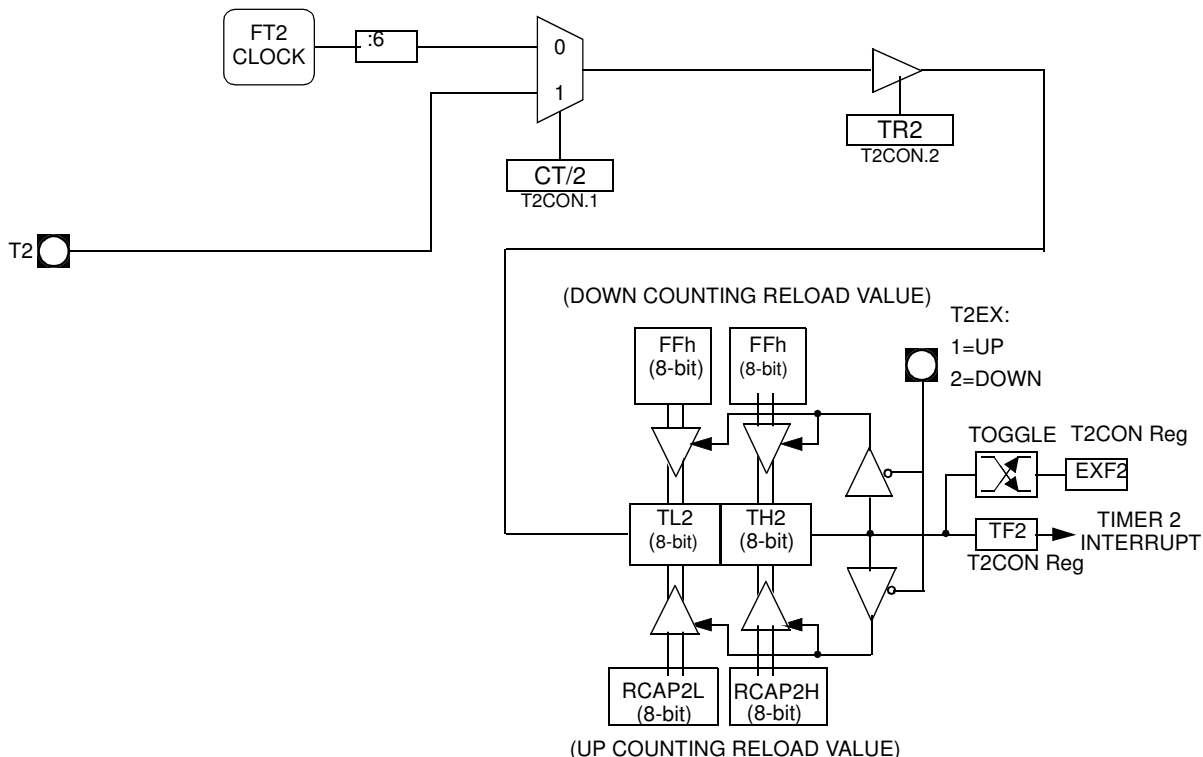 FT2
CLOCK
:6
0
1
TR2
T2CON.2
CT/2
T2CON.1
T2
(DOWN COUNTING RELOAD VALUE)
T2EX:
1=UP
2=DOWN
FFh
(8-bit)
FFh
(8-bit)
TOGGLE
T2CON Reg
EXF2
TL2
(8-bit)
TH2
(8-bit)
TF2
TIMER 2
INTERRUPT
T2CON Reg
RCAP2L
(8-bit)
RCAP2H
(8-bit)
(UP COUNTING RELOAD VALUE)